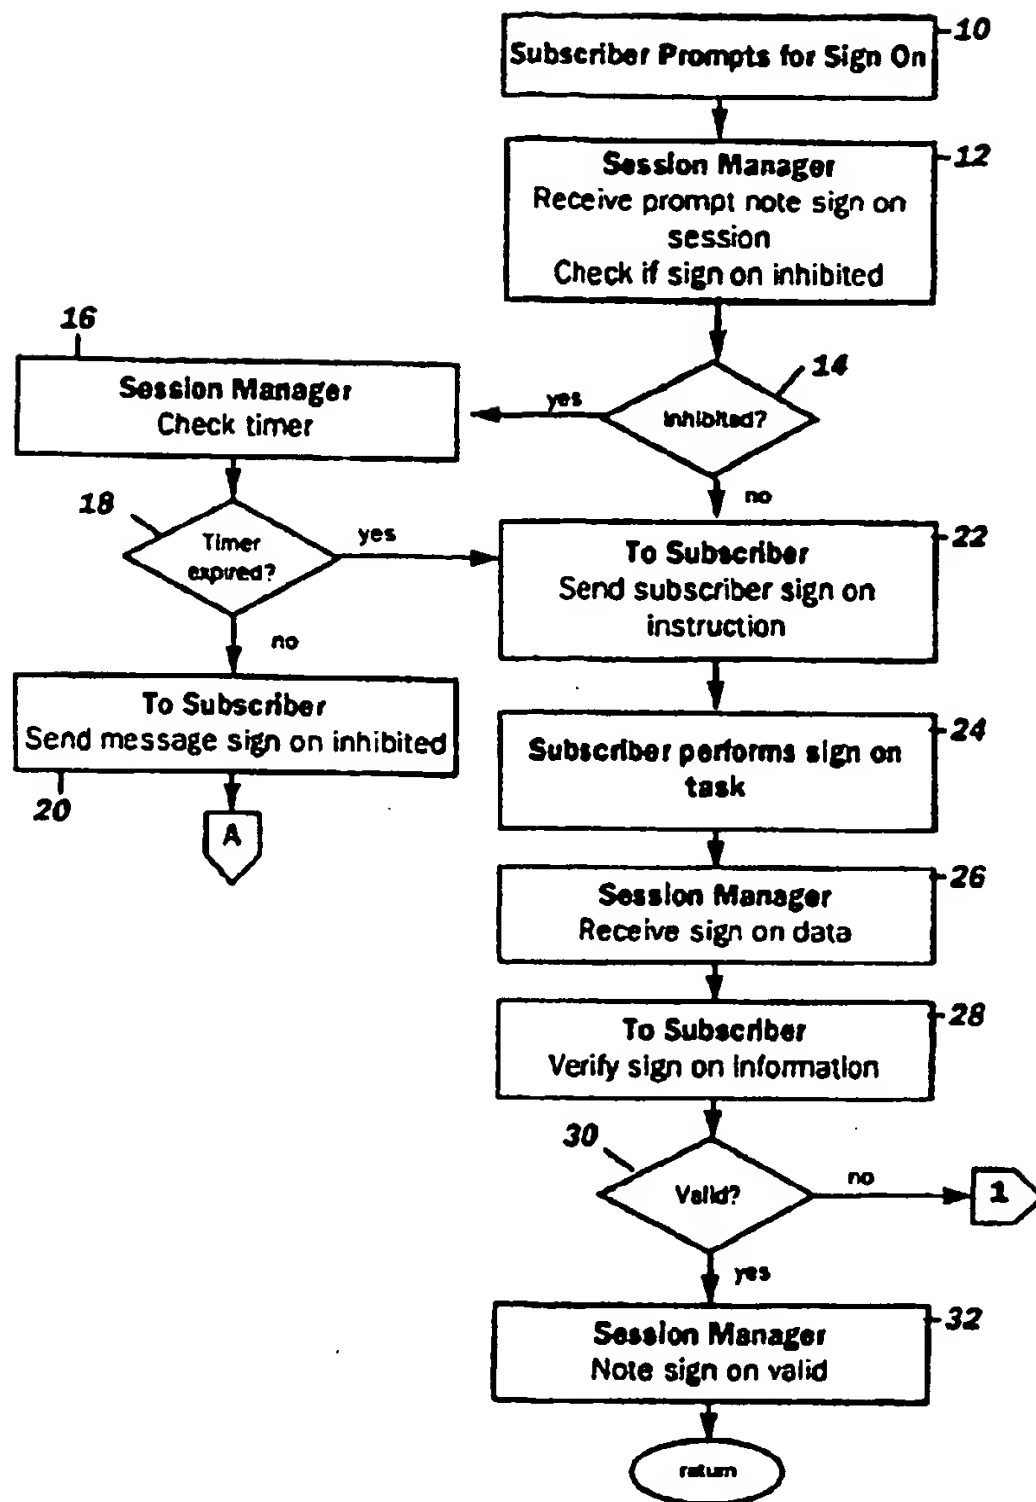 10
Subscriber Prompts for Sign On
12
Session Manager
Receive prompt note sign on
session
Check if sign on inhibited
14
Inhibited?
yes
no
16
Session Manager
Check timer
18
Timer
expired?
yes
no
To Subscriber
Send message sign on inhibited
20
A
22
To Subscriber
Send subscriber sign on
instruction
24
Subscriber performs sign on
task
26
Session Manager
Receive sign on data
28
To Subscriber
Verify sign on information
30
Valid?
no
1
yes
32
Session Manager
Note sign on valid
return